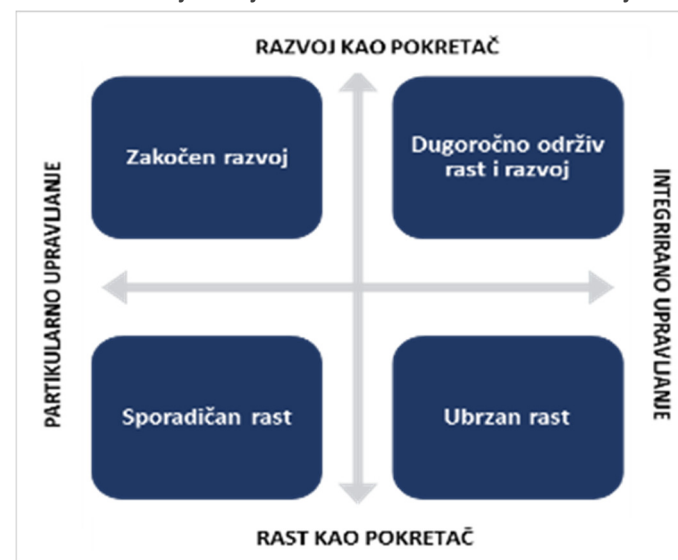 RAZVOJ KAO POKRETAČ
Zakočen razvoj
Dugoročno održiv
rast i razvoj
PARTIKULARNO UPRAVLJANJE
INTEGRIRANO UPRAVLJANJE
Sporadičan rast
Ubrzan rast
RAST KAO POKRETAČ